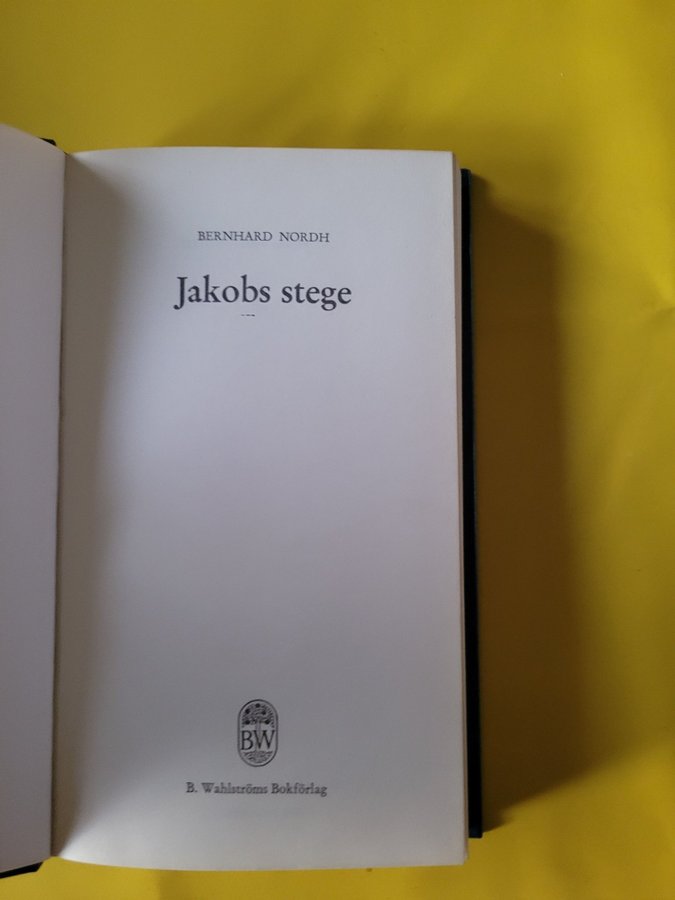 BERNHARD NORDH
Jakobs stege
BW
B. Wahlströms Bokförlag